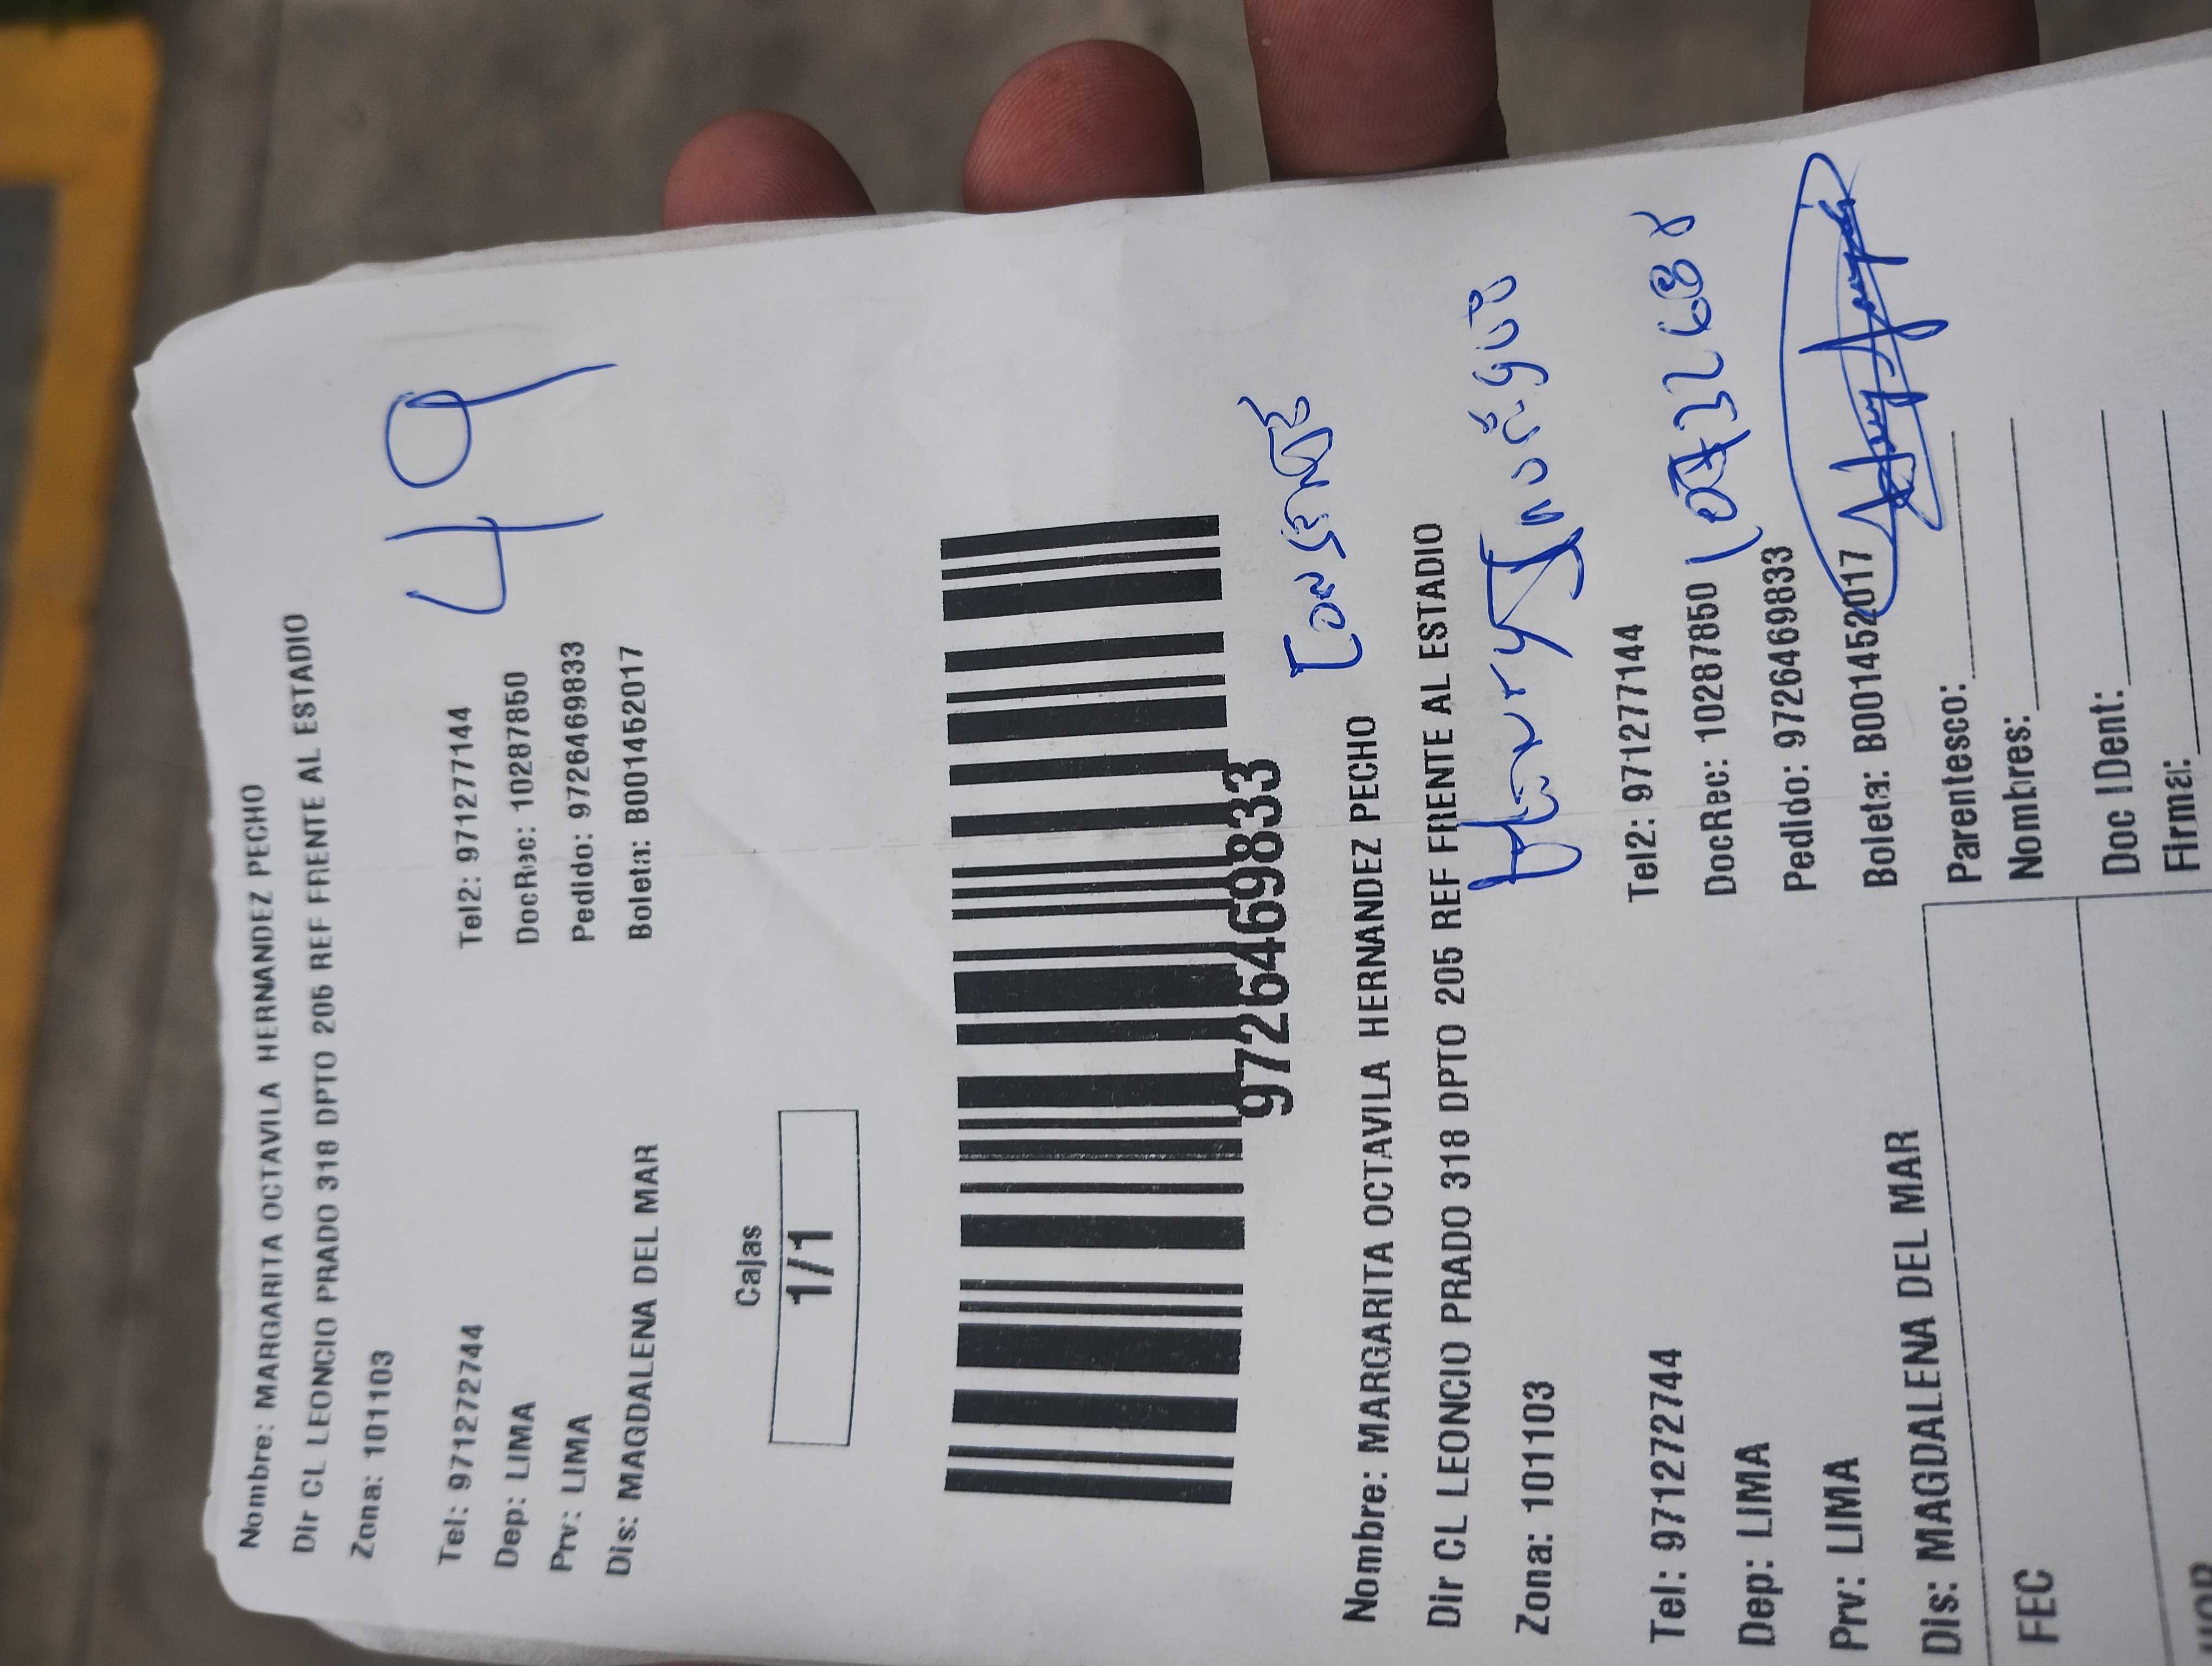 Nombre: MARGARITA OCTAVILA HERNANDEZ PECHO
Dir CL LEONCIO PRADO 318 DPTO 205 REF FRENTE AL ESTADIO
Zona: 101103
49
Tel: 971272744 Tel2: 971277144
Dep: LIMA DocRec: 10287850
Prv: LIMA Pedido: 9726469833
Dis: MAGDALENA DEL MAR Boleta: B001452017
Cajas
1/1
9726469833
Conserje
Nombre: MARGARITA OCTAVILA HERNANDEZ PECHO
Dir CL LEONCIO PRADO 318 DPTO 205 REF FRENTE AL ESTADIO
Henry
Zona: 101103
Tel: 971272744 Tel2: 971277144
Dep: LIMA DocRec: 10287850
Prv: LIMA Pedido: 9726469833
Dis: MAGDALENA DEL MAR Boleta: B001452017
Parentesco:
FEC Nombres:
Doc IDent:
Firma: